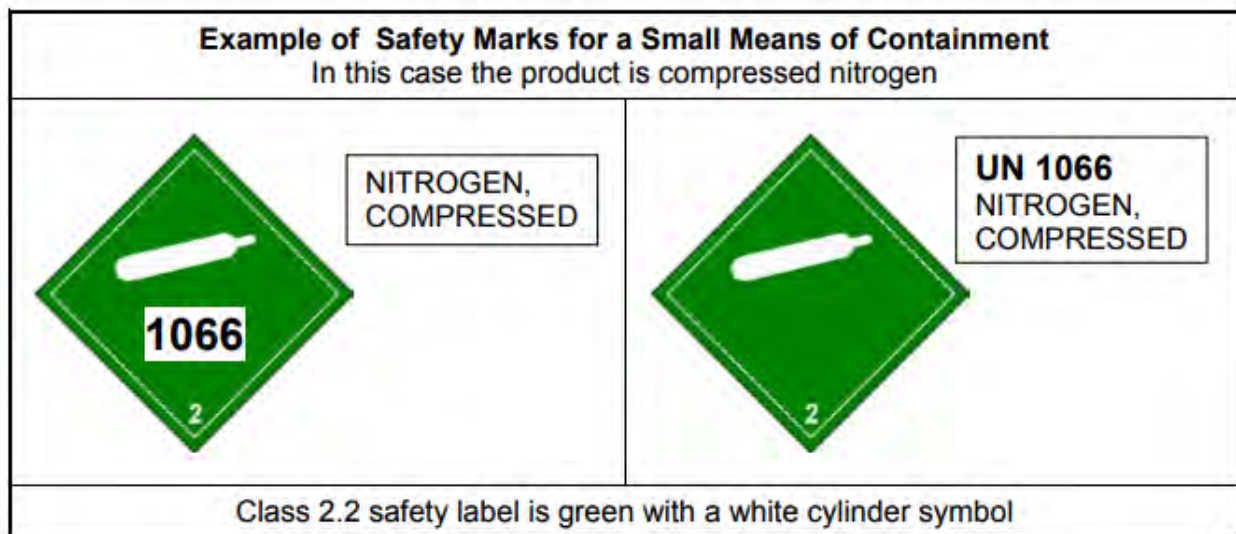 Example of Safety Marks for a Small Means of Containment
In this case the product is compressed nitrogen
1066
2
NITROGEN,
COMPRESSED
2
UN 1066
NITROGEN,
COMPRESSED
Class 2.2 safety label is green with a white cylinder symbol